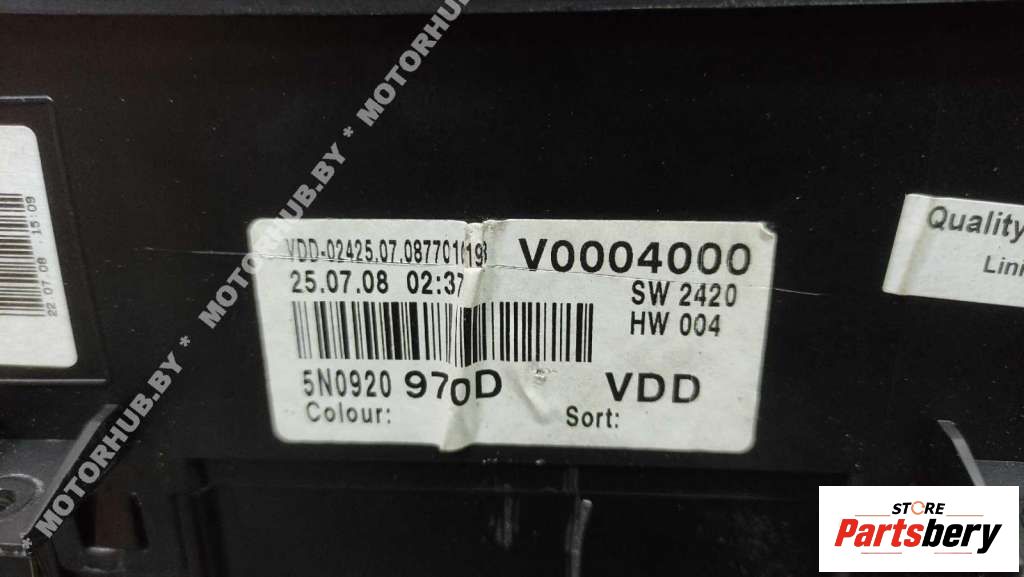 * MOTORHUB.BY * MOTORHUB.BY * MOTORHUB
22.07.08 .15:09
VDD-02425.07.087701 V0004000
25.07.08 02:37 SW 2420
HW 004
5N0920 970D VDD
Colour: Sort:
Quality
STORE
Partsbery